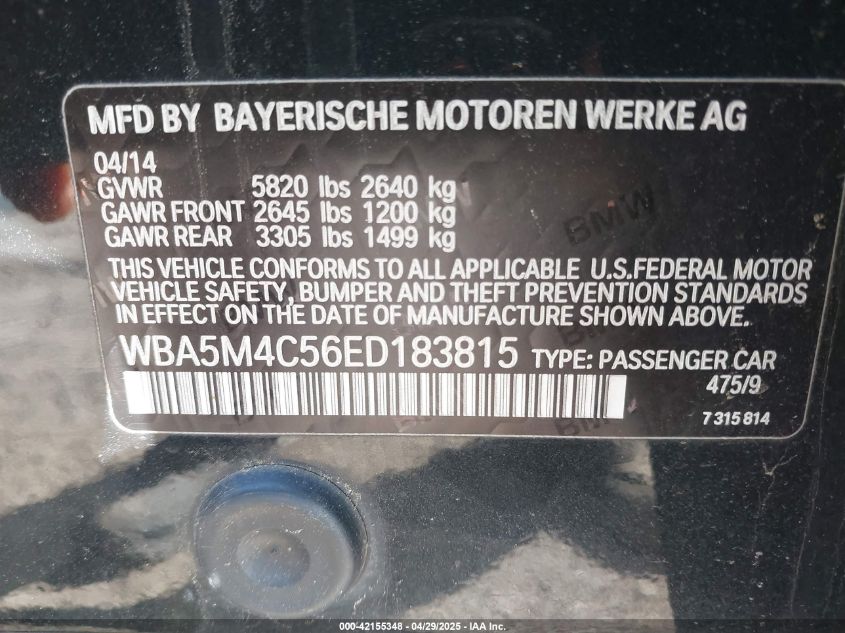 MFD BY BAYERISCHE MOTOREN WERKE AG
04/14
GVWR 5820 lbs 2640 kg
GAWR FRONT 2645 lbs 1200 kg
GAWR REAR 3305 lbs 1499 kg
BMW
THIS VEHICLE CONFORMS TO ALL APPLICABLE U.S.FEDERAL MOTOR
VEHICLE SAFETY, BUMPER AND THEFT PREVENTION STANDARDS
IN EFFECT ON THE DATE OF MANUFACTURE SHOWN ABOVE.
WBA5M4C56ED183815 TYPE: PASSENGER CAR
475/9
7 315 814
000-42155348 - 04/29/2025 - IAA Inc.